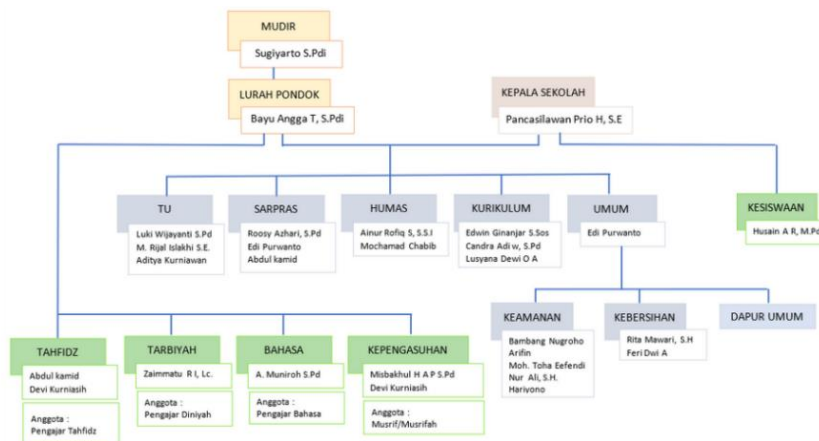 MUDIR
Sugiyarto S.Pdi
LURAH PONDOK
Bayu Angga T, S.Pdi
KEPALA SEKOLAH
Pancasilawan Prio H, S.E
TU
Luki Wijayanti S.Pd
M. Rijal Islakhi S.E.
Aditya Kurniawan
SARPRAS
Roosy Azhari, S.Pd
Edi Purwanto
Abdul kamid
HUMAS
Ainur Rofiq S, S.S.I
Mochamad Chabib
KURIKULUM
Edwin Ginanjar S.Sos
Candra Adi w, S.Pd
Lusyana Dewi O A
UMUM
Edi Purwanto
KESISWAAN
Husain A R, M.Pd
KEAMANAN
Bambang Nugroho
Arifin
Moh. Toha Eefendi
Nur Ali, S.H.
Hariyono
KEBERSIHAN
Rita Mawari, S.H
Feri Dwi A
DAPUR UMUM
TAHFIDZ
Abdul kamid
Devi Kurniasih
Anggota :
Pengajar Tahfidz
TARBIYAH
Zaimmatu R I, Lc.
Anggota :
Pengajar Diniyah
BAHASA
A. Muniroh S.Pd
Anggota :
Pengajar Bahasa
KEPENGASUHAN
Misbakhul H A P S.Pd
Devi Kurniasih
Anggota :
Musrif/Musrifah